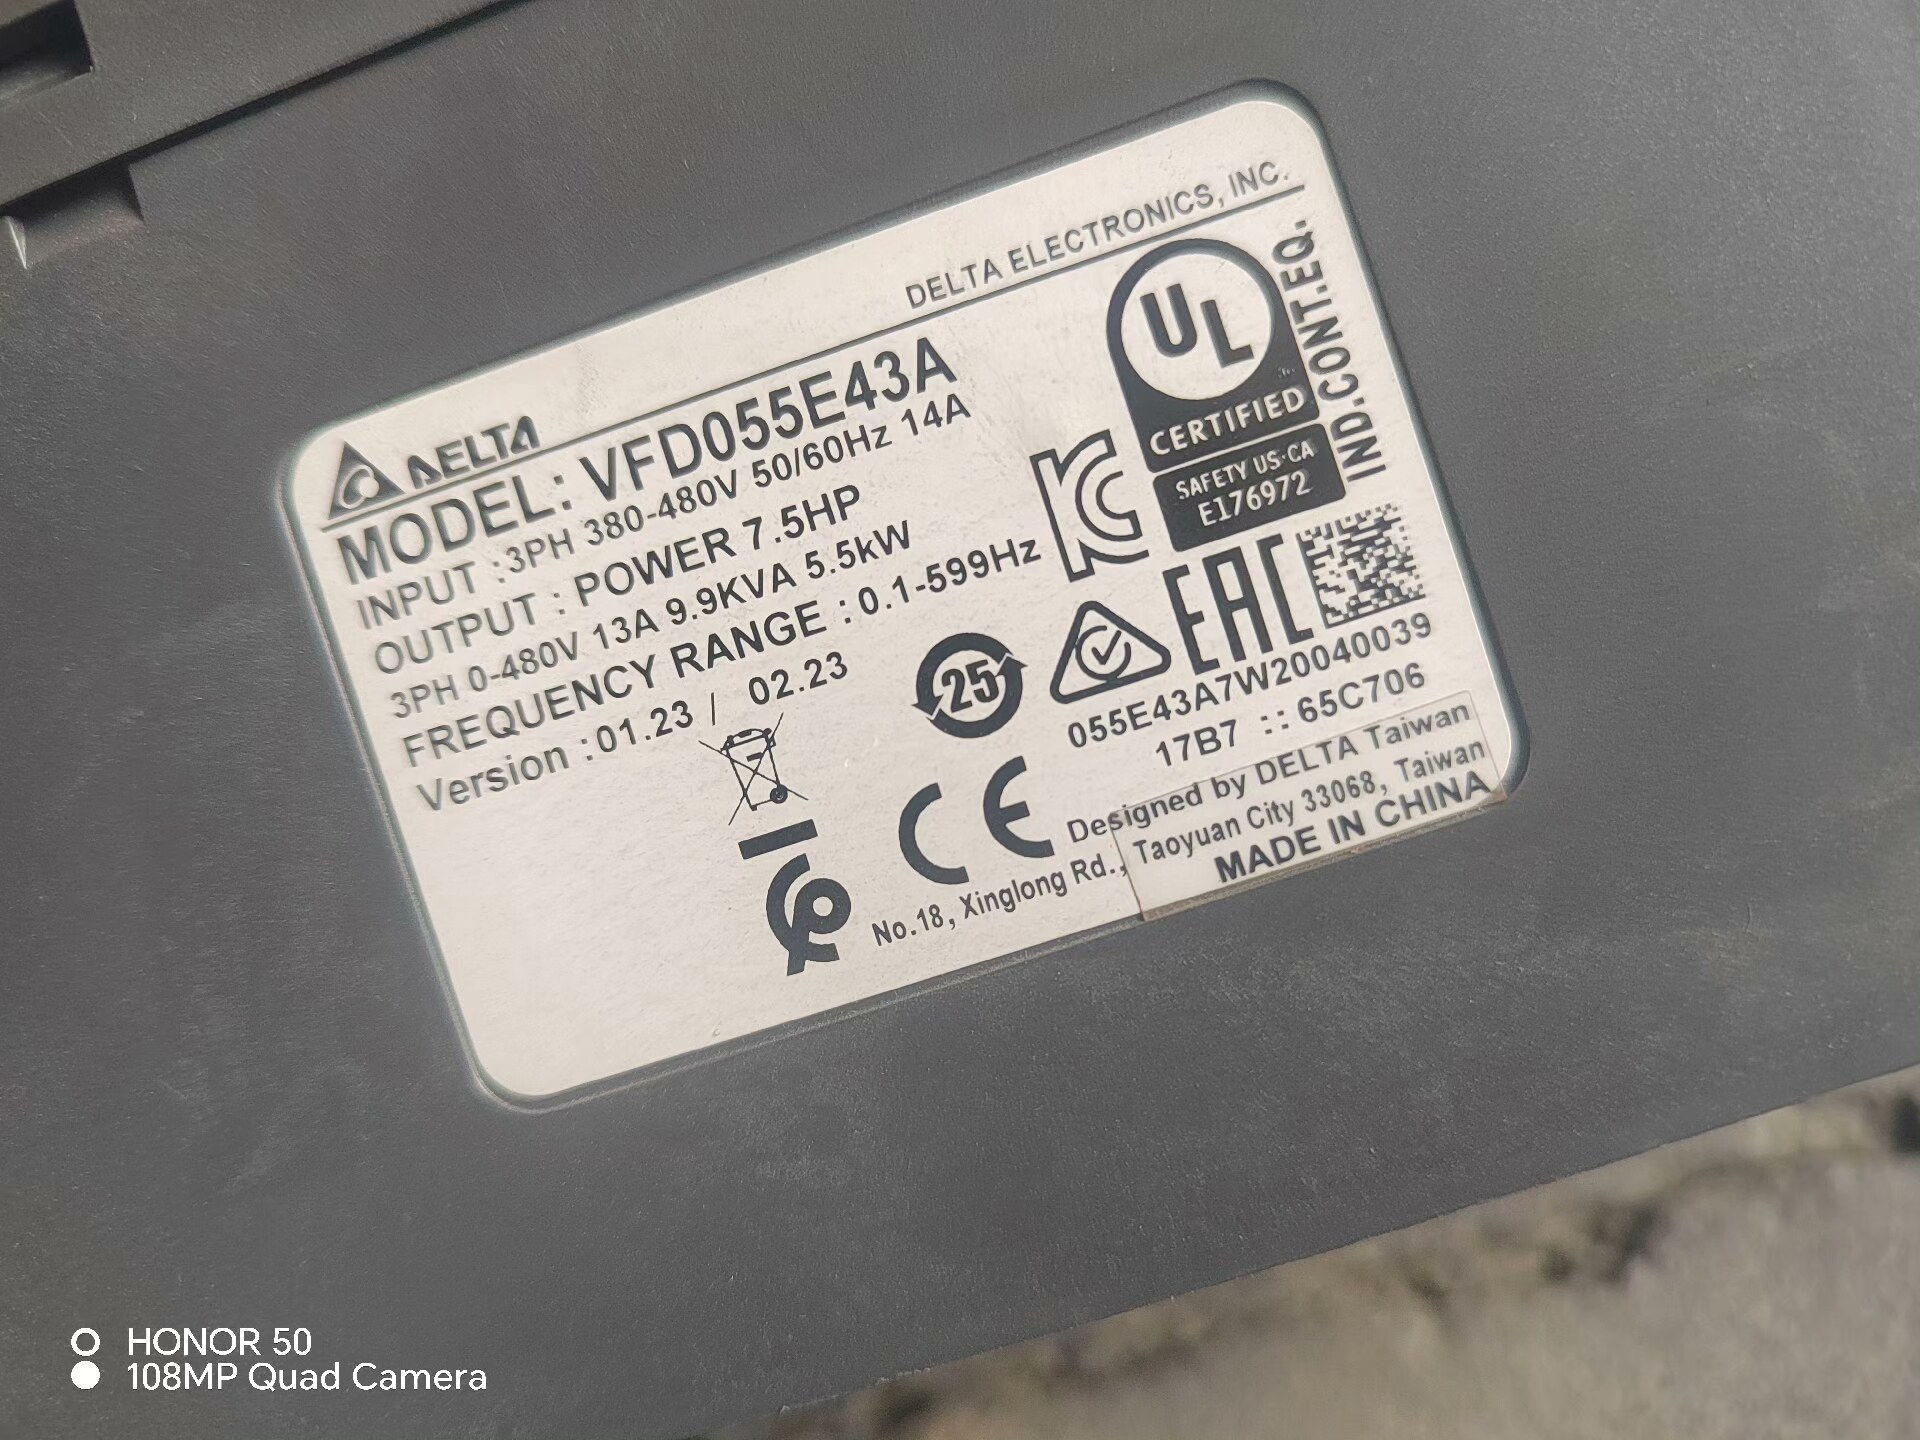 DELTA
DELTA ELECTRONICS, INC.
MODEL: VFD055E43A
INPUT :3PH 380-480V 50/60Hz 14A
OUTPUT : POWER 7.5HP
3PH 0-480V 13A 9.9KVA 5.5kW
FREQUENCY RANGE : 0.1-599Hz
Version :01.23 / 02.23
UL
CERTIFIED
SAFETY US·CA
E176972
IND.CONT.EQ.
EAC
25
055E43A7W20040039
17B7 :: 65C706
CE
Designed by DELTA Taiwan
No.18, Xinglong Rd., Taoyuan City 33068, Taiwan
MADE IN CHINA
HONOR 50
108MP Quad Camera